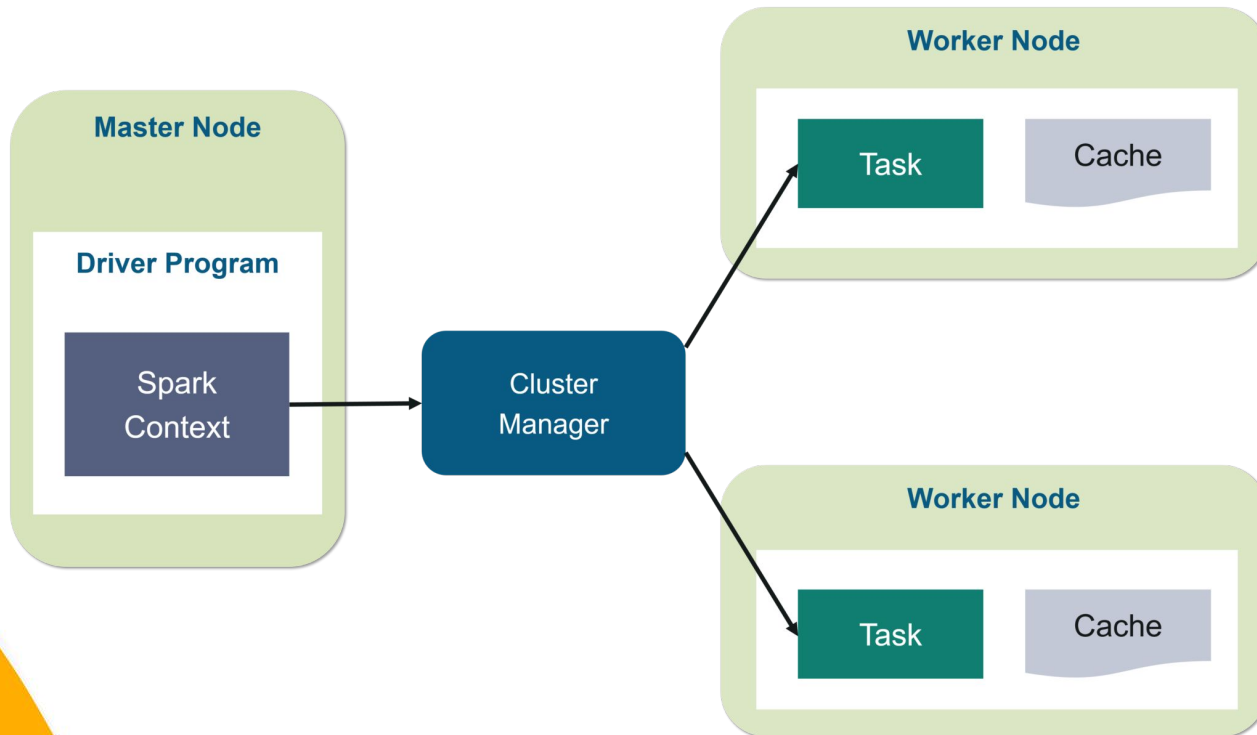 Master Node
Driver Program
Spark
Context
Cluster
Manager
Worker Node
Task
Cache
Worker Node
Task
Cache